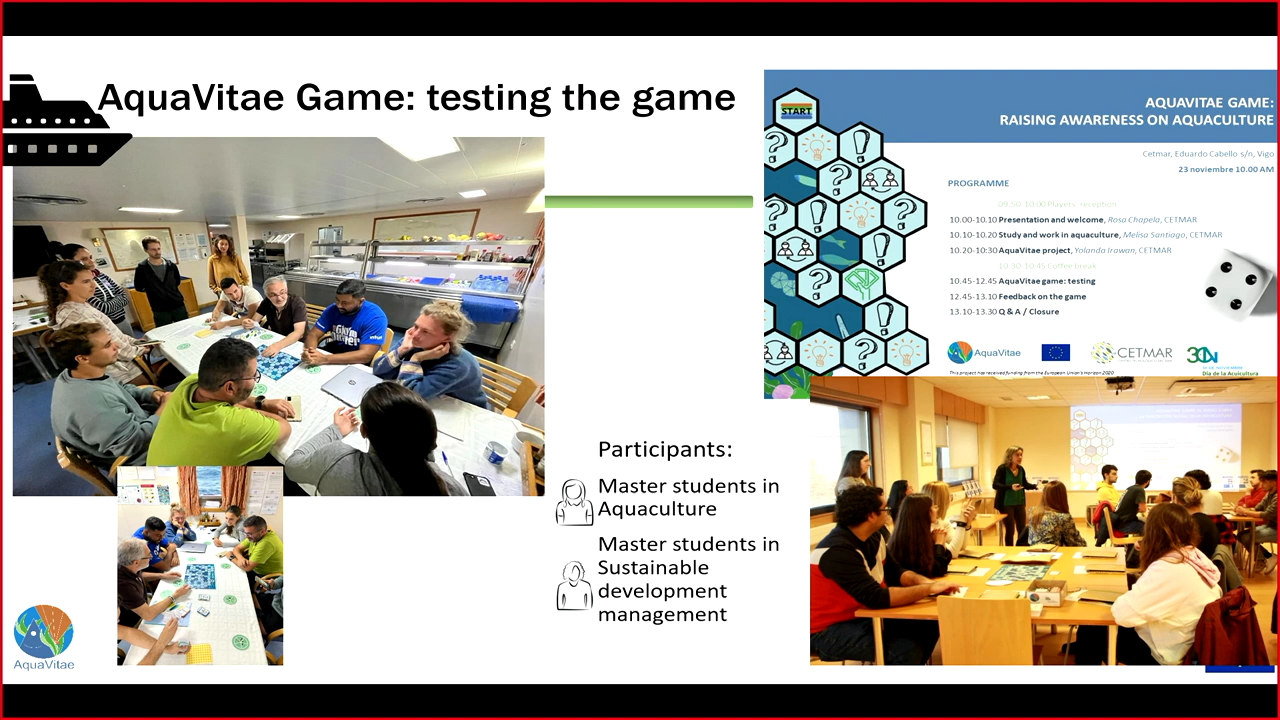 AquaVitae Game: testing the game
START
AQUAVITAE GAME:
RAISING AWARENESS ON AQUACULTURE
Cetmar, Eduardo Cabello s/n, Vigo
23 noviembre 10.00 AM
PROGRAMME
09:50-10:00 Players' reception
10.00-10.10 Presentation and welcome, Rosa Chapela, CETMAR
10.10-10.20 Study and work in aquaculture, Melisa Santiago, CETMAR
10.20-10:30 AquaVitae project, Yolanda Irawan, CETMAR
10:30-10:45 Coffee break
10.45-12.45 AquaVitae game: testing
12.45-13.10 Feedback on the game
13.10-13.30 Q & A / Closure
AquaVitae
CETMAR
Día de la Acuicultura
This project has received funding from the European Union's Horizon 2020
Participants:
Master students in
Aquaculture
Master students in
Sustainable
development
management
AquaVitae